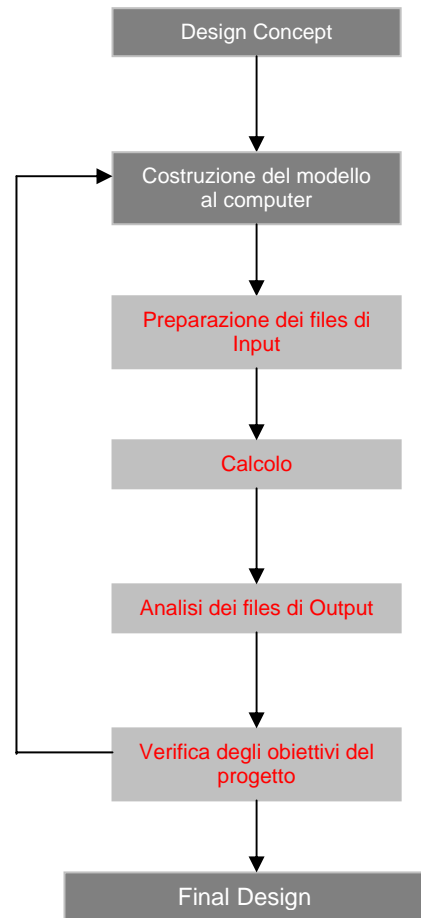 Design Concept
Costruzione del modello
al computer
Preparazione dei files di
Input
Calcolo
Analisi dei files di Output
Verifica degli obiettivi del
progetto
Final Design